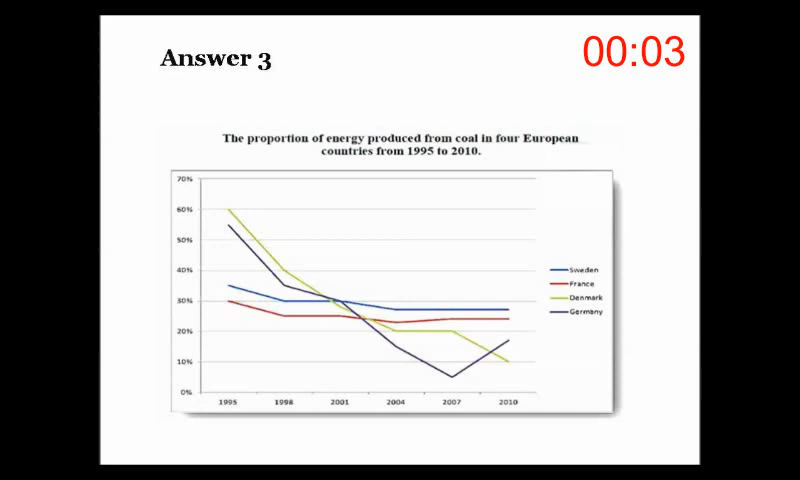 Answer 3
00:03
The proportion of energy produced from coal in four European
countries from 1995 to 2010.
70%
60%
50%
40%
30%
20%
10%
0%
1995 1998 2001 2004 2007 2010
Sweden
France
Denmark
Germany